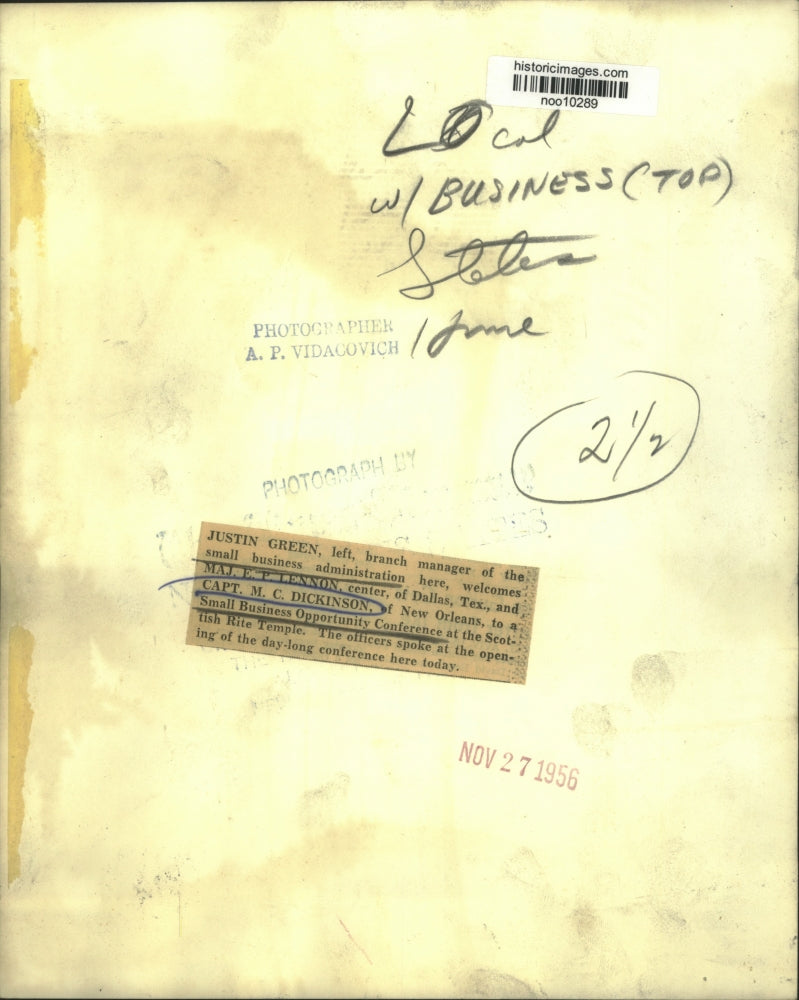 historicimages.com
noo10289
Local
W/ BUSINESS (TOP)
States
1 June
PHOTOGRAPHER
A. P. VIDACOVICH
2 1/2
PHOTOGRAPH BY
JUSTIN GREEN, left, branch manager of the
small business administration here, welcomes
MAJ. E. P. LENNON, center, of Dallas, Tex., and
CAPT. M. C. DICKINSON, of New Orleans, to a
Small Business Opportunity Conference at the Scot-
tish Rite Temple. The officers spoke at the open-
ing of the day-long conference here today.
NOV 27 1956